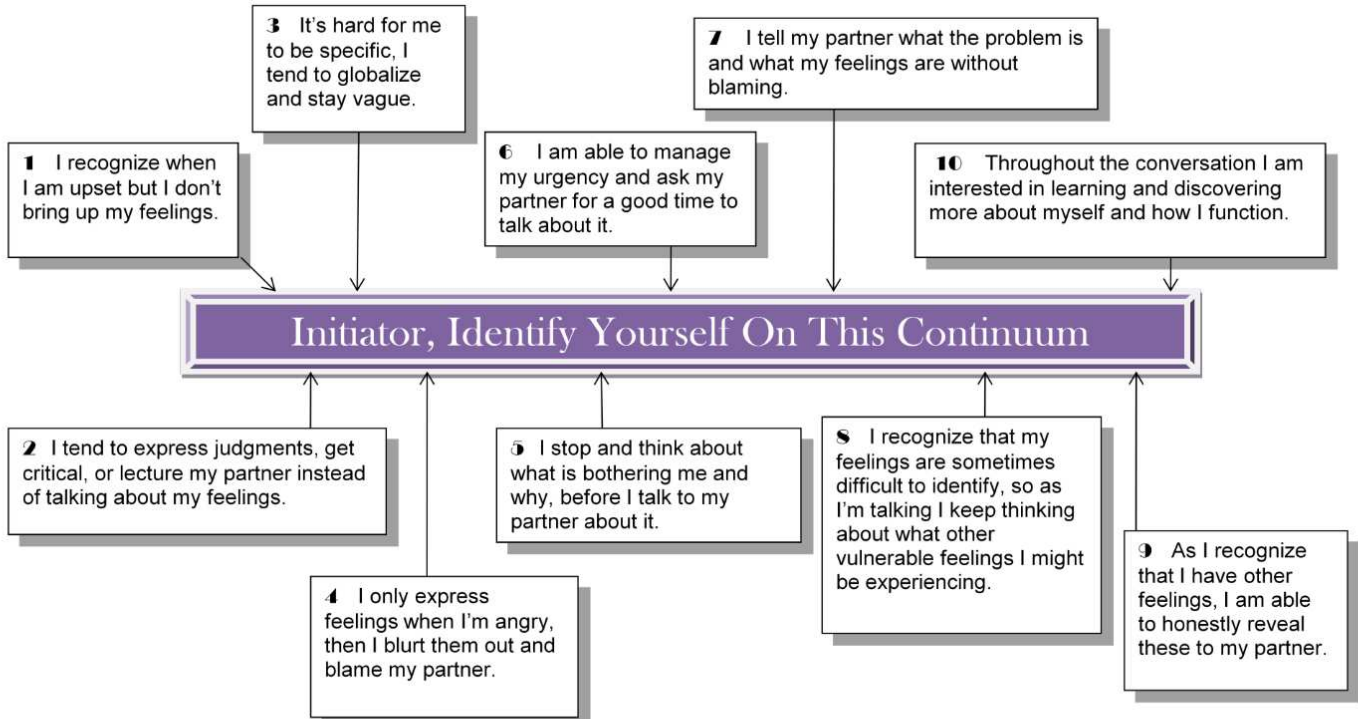 3 It's hard for me
to be specific, I
tend to globalize
and stay vague.
7 I tell my partner what the problem is
and what my feelings are without
blaming.
1 I recognize when
I am upset but I don't
bring up my feelings.
6 I am able to manage
my urgency and ask my
partner for a good time to
talk about it.
10 Throughout the conversation I am
interested in learning and discovering
more about myself and how I function.
Initiator, Identify Yourself On This Continuum
2 I tend to express judgments, get
critical, or lecture my partner instead
of talking about my feelings.
4 I only express
feelings when I'm angry,
then I blurt them out and
blame my partner.
5 I stop and think about
what is bothering me and
why, before I talk to my
partner about it.
8 I recognize that my
feelings are sometimes
difficult to identify, so as
I'm talking I keep thinking
about what other
vulnerable feelings I might
be experiencing.
9 As I recognize
that I have other
feelings, I am able
to honestly reveal
these to my partner.